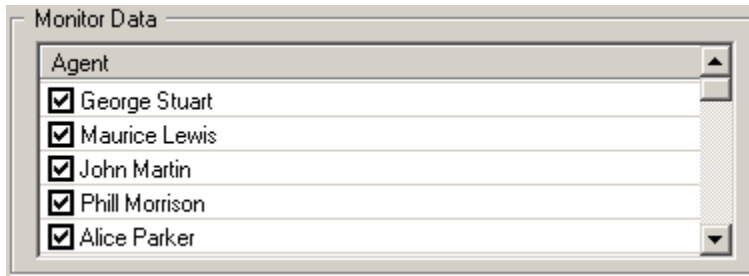 Monitor Data
Agent
George Stuart
Maurice Lewis
John Martin
Phill Morrison
Alice Parker